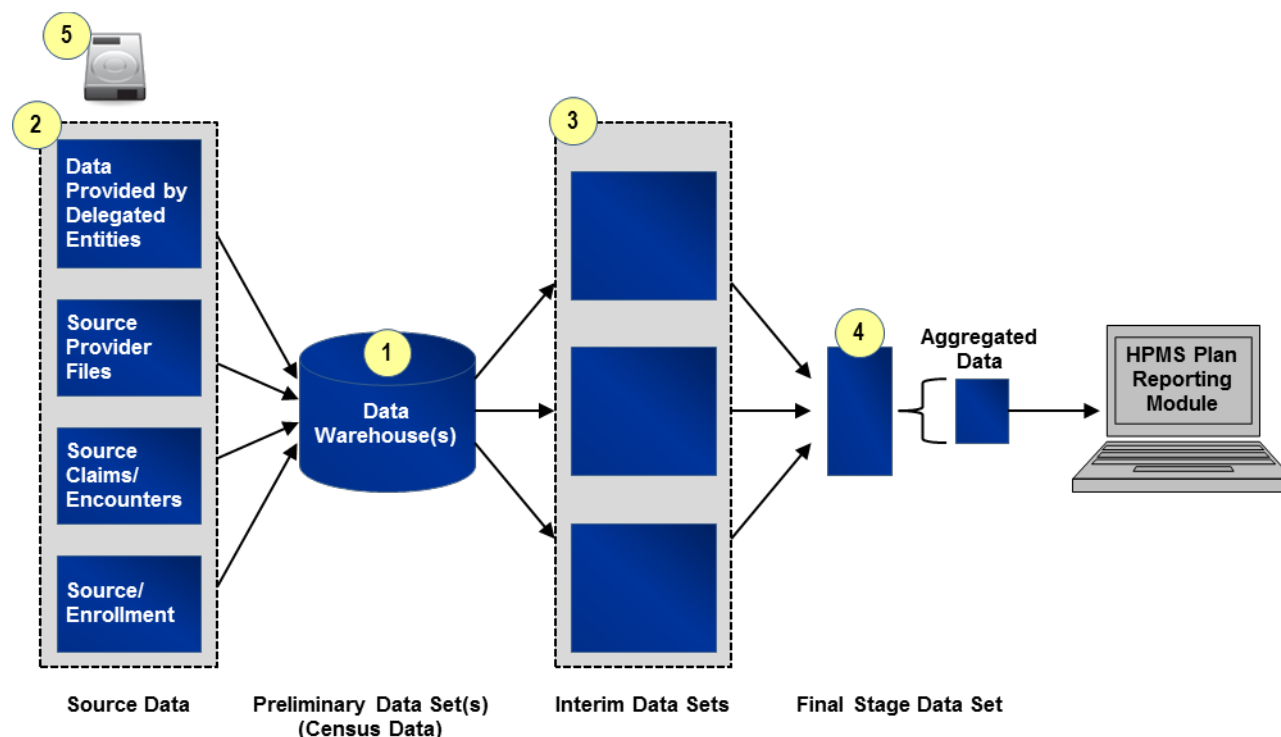 5
2
Data
Provided by
Delegated
Entities
Source
Provider
Files
Source
Claims/
Encounters
Source/
Enrollment
1
Data
Warehouse(s)
3
4
Aggregated
Data
HPMS Plan
Reporting
Module
Source Data
Preliminary Data Set(s)
(Census Data)
Interim Data Sets
Final Stage Data Set